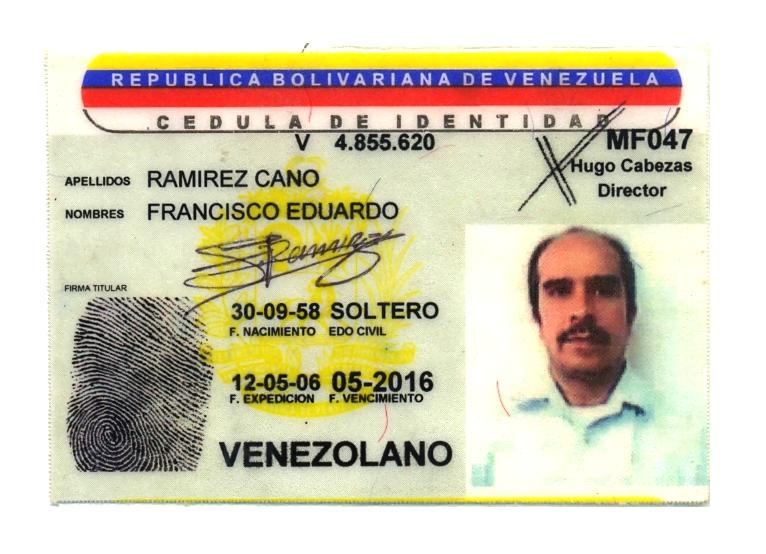 REPUBLICA BOLIVARIANA DE VENEZUELA
CEDULA DE IDENTIDAD
V 4.855.620
MF047
Hugo Cabezas
Director
APELLIDOS RAMIREZ CANO
NOMBRES FRANCISCO EDUARDO
F. Ramirez
FIRMA TITULAR
30-09-58 SOLTERO
F. NACIMIENTO EDO CIVIL
12-05-06 05-2016
F. EXPEDICION F. VENCIMIENTO
VENEZOLANO